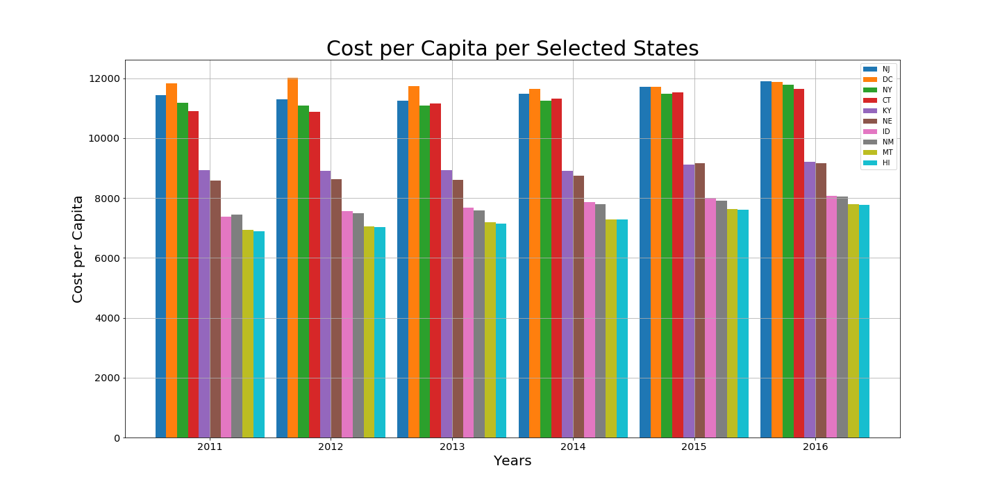 Cost per Capita per Selected States
NJ
DC
NY
CT
KY
NE
ID
NM
MT
HI
Cost per Capita
12000
10000
8000
6000
4000
2000
0
2011 2012 2013 2014 2015 2016
Years